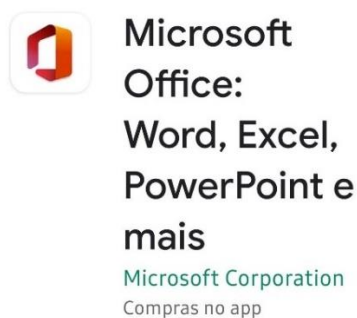 Microsoft
Office:
Word, Excel,
PowerPoint e
mais
Microsoft Corporation
Compras no app